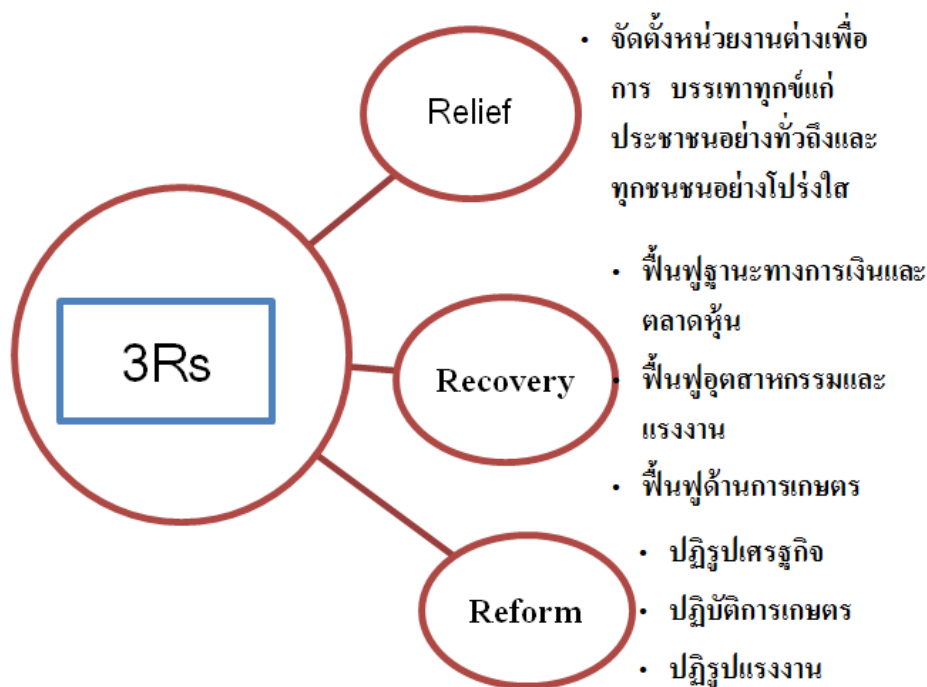 3Rs
Relief
• จัดตั้งหน่วยงานต่างเพื่อ
การ บรรเทาทุกข์แก่
ประชาชนอย่างทั่วถึงและ
ทุกชนชนอย่างโปร่งใส
Recovery
• ฟื้นฟูฐานะทางการเงินและ
ตลาดหุ้น
• ฟื้นฟูอุตสาหกรรมและ
แรงงาน
• ฟื้นฟูด้านการเกษตร
Reform
• ปฏิรูปเศรฐกิจ
• ปฏิบัติการเกษตร
• ปฏิรูปแรงงาน